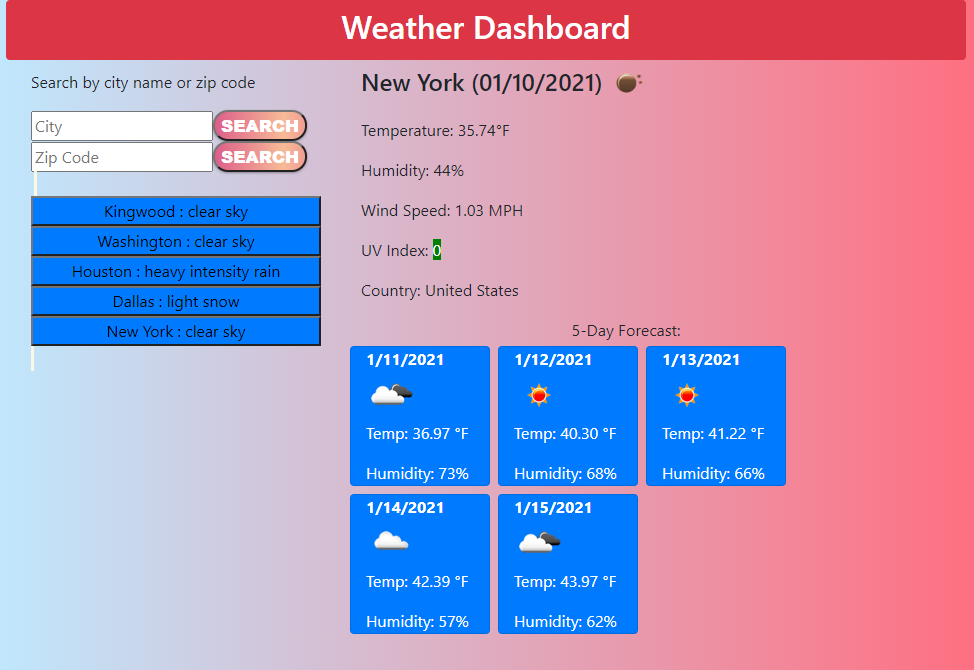 Weather Dashboard
Search by city name or zip code
City
SEARCH
Zip Code
SEARCH
Kingwood : clear sky
Washington : clear sky
Houston : heavy intensity rain
Dallas : light snow
New York : clear sky
New York (01/10/2021)
Temperature: 35.74°F
Humidity: 44%
Wind Speed: 1.03 MPH
UV Index: 0
Country: United States
5-Day Forecast:
1/11/2021
Temp: 36.97 °F
Humidity: 73%
1/12/2021
Temp: 40.30 °F
Humidity: 68%
1/13/2021
Temp: 41.22 °F
Humidity: 66%
1/14/2021
Temp: 42.39 °F
Humidity: 57%
1/15/2021
Temp: 43.97 °F
Humidity: 62%